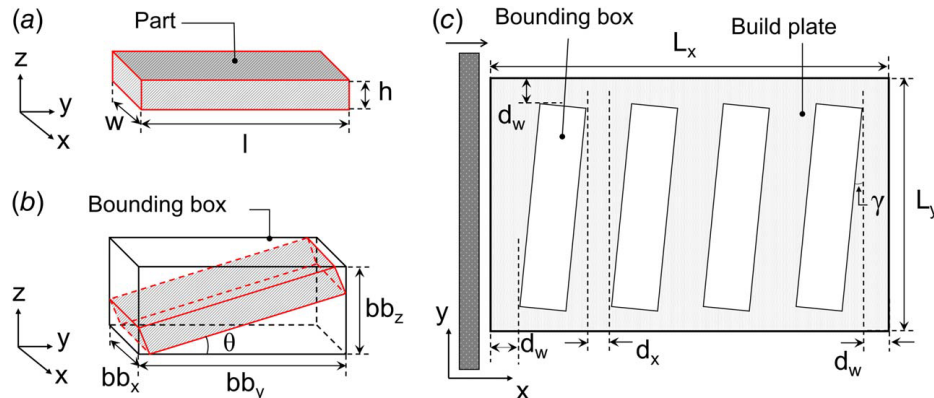 (a)
Part
z
y
x
w
l
h
(b)
Bounding box
z
y
x
θ
bb_x
bb_y
bb_z
(c)
Bounding box
Build plate
L_x
d_w
γ
L_y
y
x
d_w
d_x
d_w